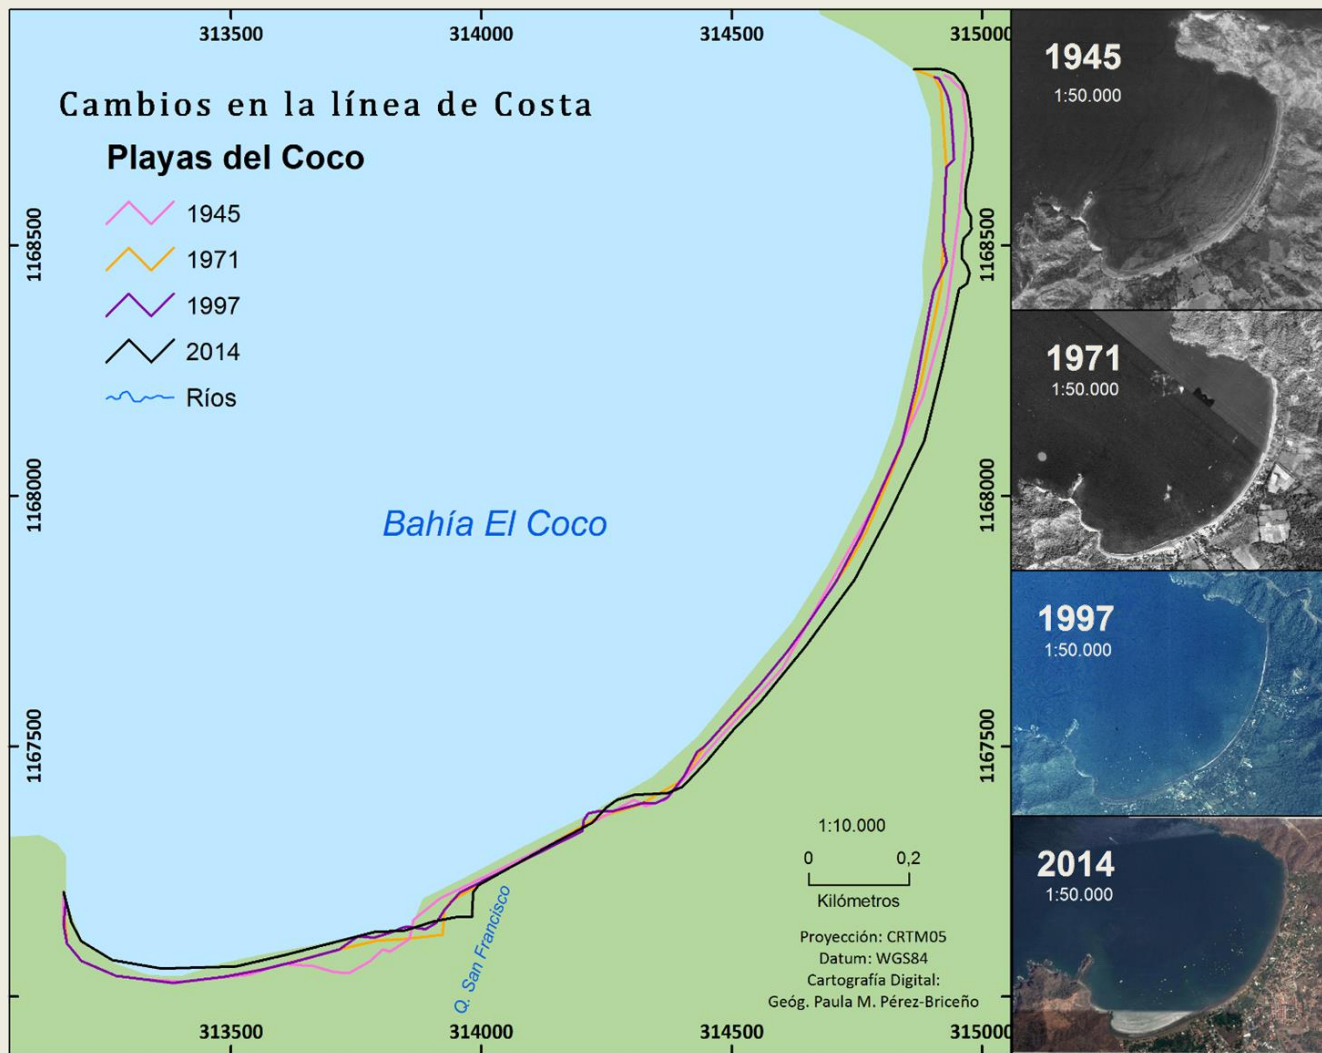 313500
314000
314500
315000
Cambios en la línea de Costa
Playas del Coco
1945
1971
1997
2014
Ríos
1168500
1168000
1167500
1168500
1168000
1167500
Bahía El Coco
Q. San Francisco
1:10.000
0 0,2
Kilómetros
Proyección: CRTM05
Datum: WGS84
Cartografía Digital:
Geóg. Paula M. Pérez-Briceño
313500
314000
314500
315000
1945
1:50.000
1971
1:50.000
1997
1:50.000
2014
1:50.000